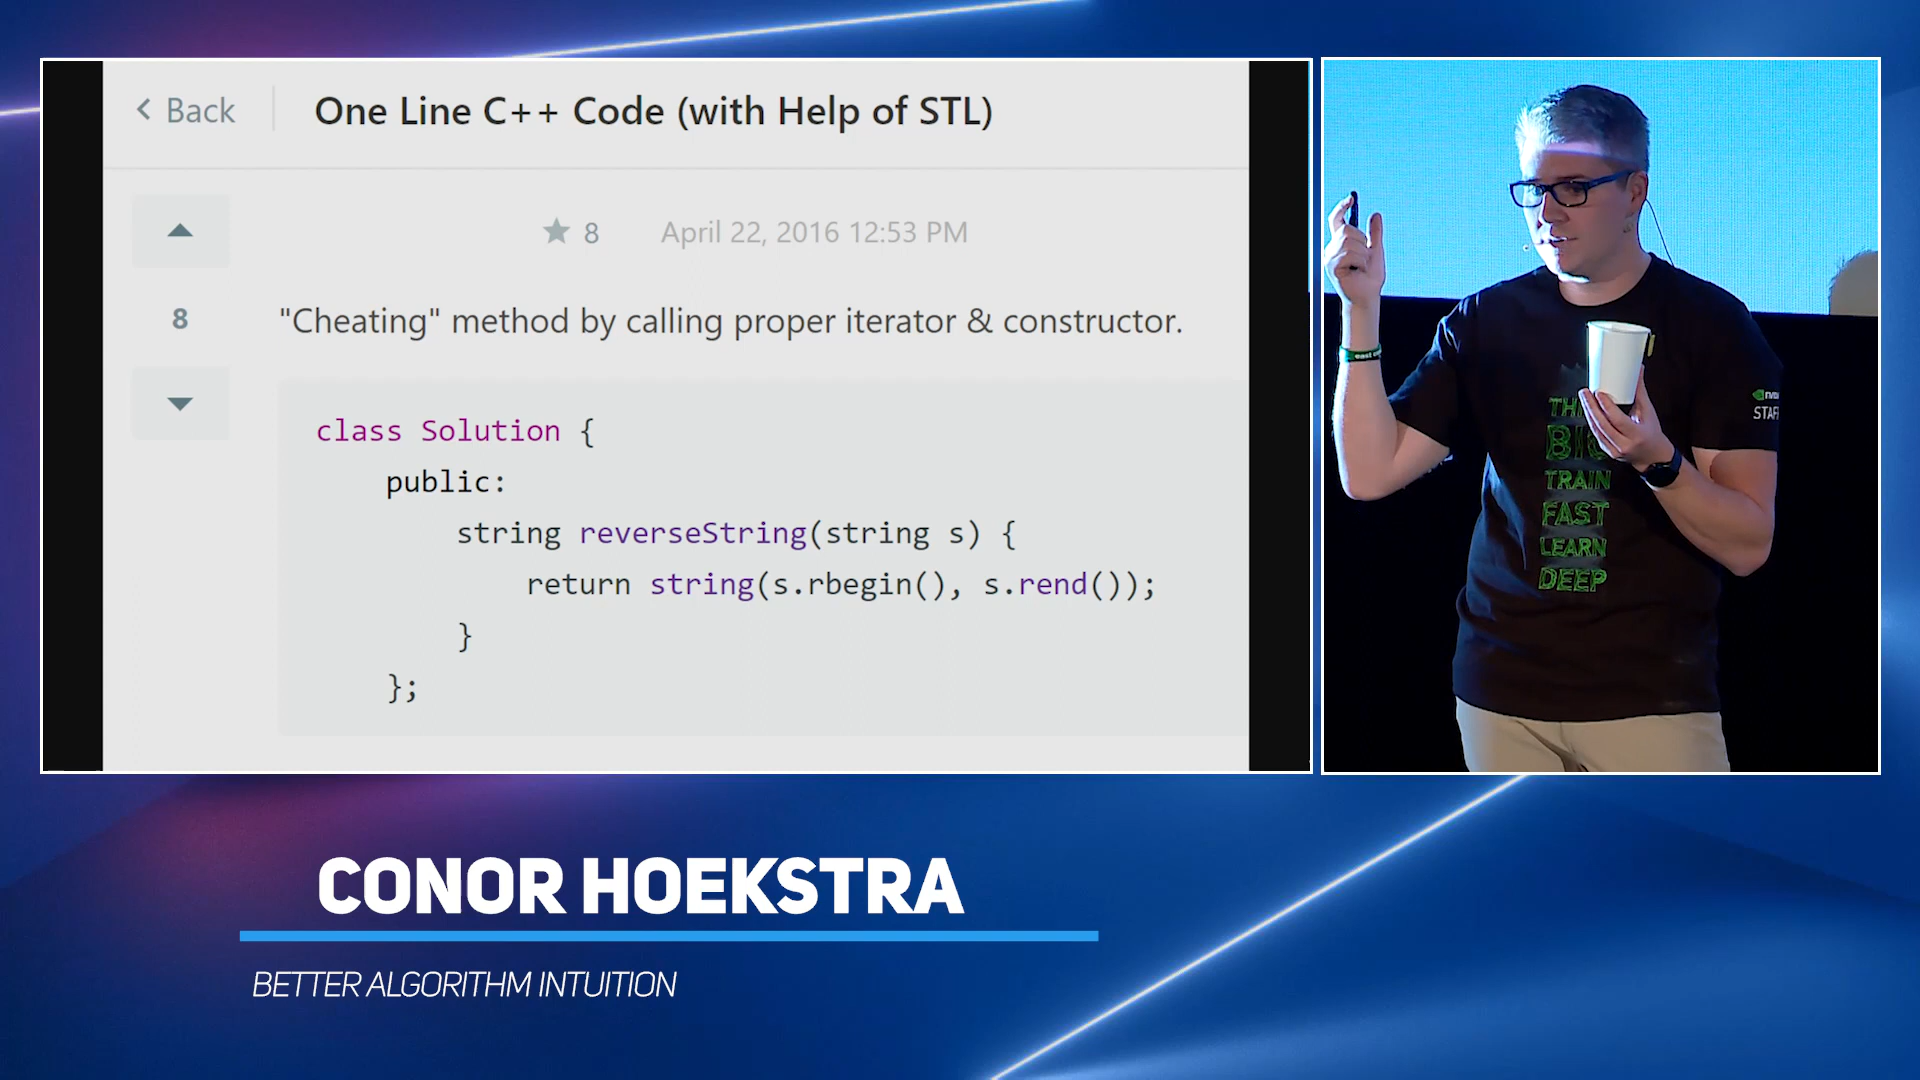 Back
One Line C++ Code (with Help of STL)
8 April 22, 2016 12:53 PM
8
"Cheating" method by calling proper iterator & constructor.
class Solution {
public:
string reverseString(string s) {
return string(s.rbegin(), s.rend());
}
};
STAFF
BIG
TRAIN
FAST
LEARN
DEEP
CONOR HOEKSTRA
BETTER ALGORITHM INTUITION